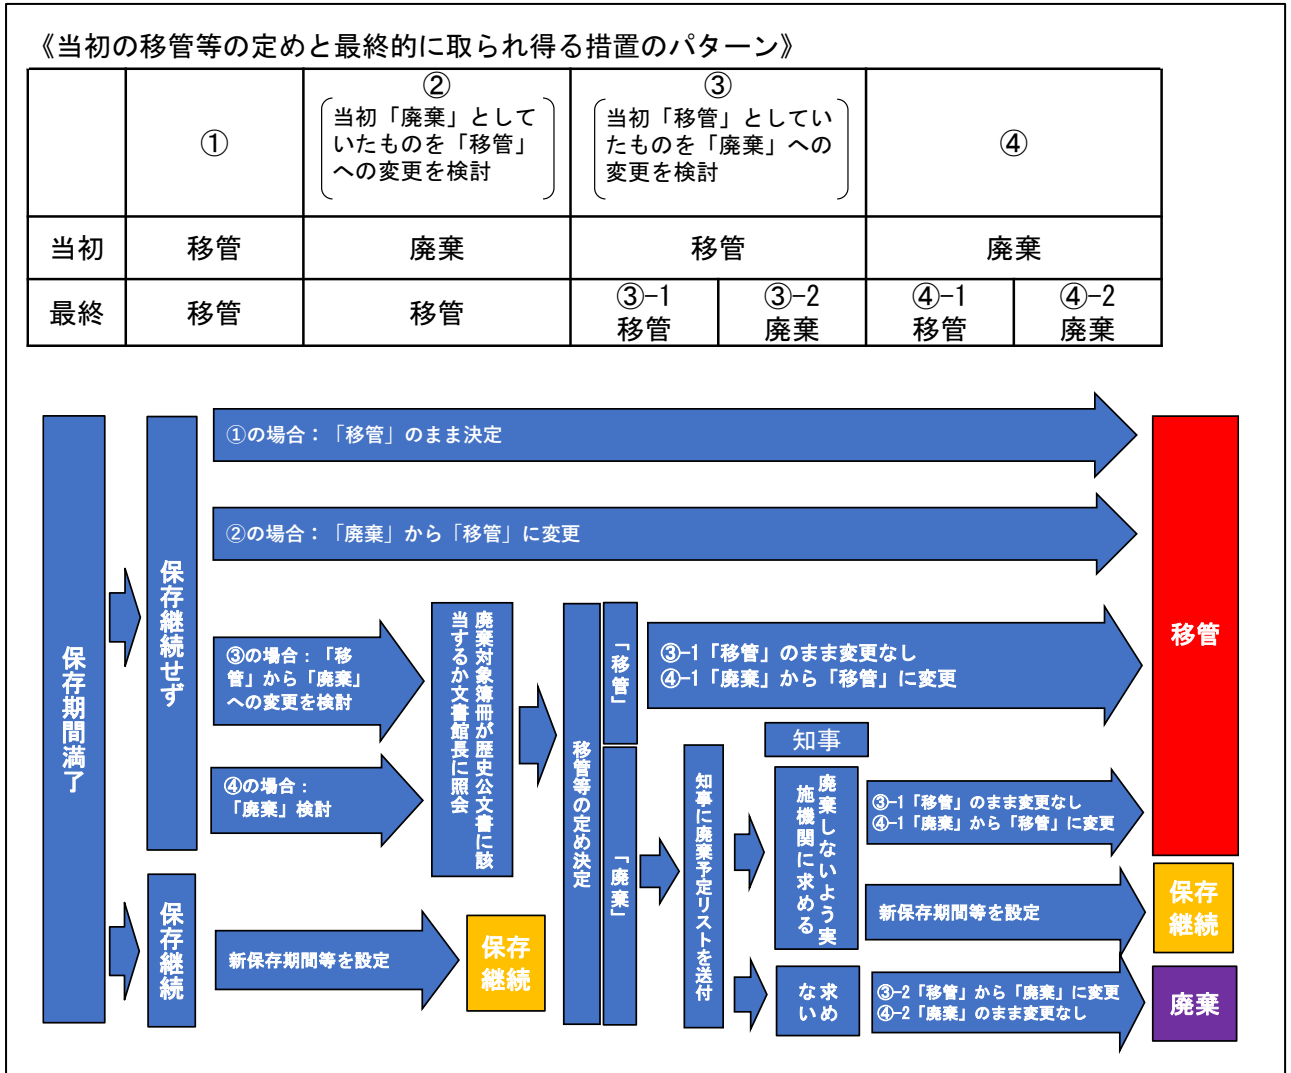 《当初の移管等の定めと最終的に取られ得る措置のパターン》
①
②
当初「廃棄」として
いたものを「移管」
への変更を検討
③
当初「移管」としてい
たものを「廃棄」への
変更を検討
④
当初
移管
廃棄
移管
廃棄
最終
移管
移管
③-1
移管
③-2
廃棄
④-1
移管
④-2
廃棄
保存期間満了
保存継続せず
①の場合：「移管」のまま決定
②の場合：「廃棄」から「移管」に変更
③の場合：「移
管」から「廃棄」
への変更を検討
④の場合：
「廃棄」検討
廃棄対象簿冊が歴史公文書に該
当するか文書館長に照会
移管等の定め決定
「移管」
③-1「移管」のまま変更なし
④-1「廃棄」から「移管」に変更
「廃棄」
知事に廃棄予定リストを送付
知事
廃棄しないよう実
施機関に求める
③-1「移管」のまま変更なし
④-1「廃棄」から「移管」に変更
移管
新保存期間等を設定
保存
継続
求め
ない
③-2「移管」から「廃棄」に変更
④-2「廃棄」のまま変更なし
廃棄
保存継続
新保存期間等を設定
保存
継続